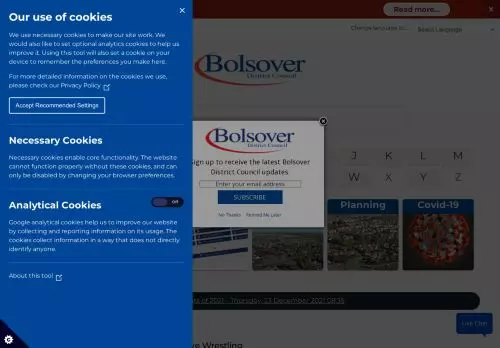 Our use of cookies
We use necessary cookies to make our site work. We
would also like to set optional analytics cookies to help us
improve it. Using this tool will also set a cookie on your
device to remember the preferences you make here.
For more detailed information on the cookies we use,
please check our Privacy Policy
Accept Recommended Settings
Necessary Cookies
Necessary cookies enable core functionality. The website
cannot function properly without these cookies, and can
only be disabled by changing your browser preferences.
Analytical Cookies
Off
Google analytical cookies help us to improve our website
by collecting and reporting information on its usage. The
cookies collect information in a way that does not directly
identify anyone.
About this tool
Read more...
Change language to...
Select Language
Bolsover
District Council
Bolsover
District Council
Sign up to receive the latest Bolsover
District Council updates
Enter your email address
SUBSCRIBE
No Thanks
Remind Me Later
J K L M
W X Y Z
Planning
Covid-19
of 2021 - Thursday, 23 December 2021 08:35
Live Chat
ve Wrestling